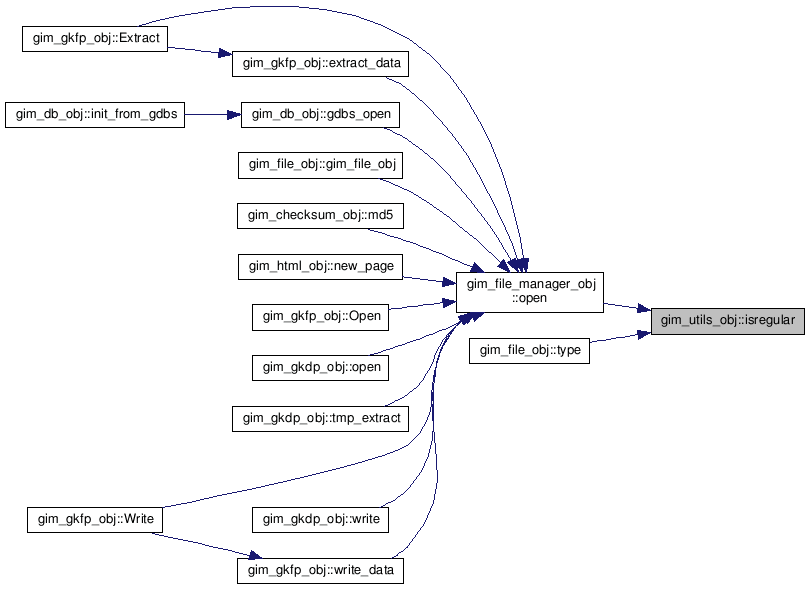 gim_gkfp_obj::Extract
gim_gkfp_obj::extract_data
gim_db_obj::init_from_gdbs
gim_db_obj::gdbs_open
gim_file_obj::gim_file_obj
gim_checksum_obj::md5
gim_html_obj::new_page
gim_file_manager_obj
::open
gim_gkfp_obj::Open
gim_utils_obj::isregular
gim_file_obj::type
gim_gkdp_obj::open
gim_gkdp_obj::tmp_extract
gim_gkfp_obj::Write
gim_gkdp_obj::write
gim_gkfp_obj::write_data